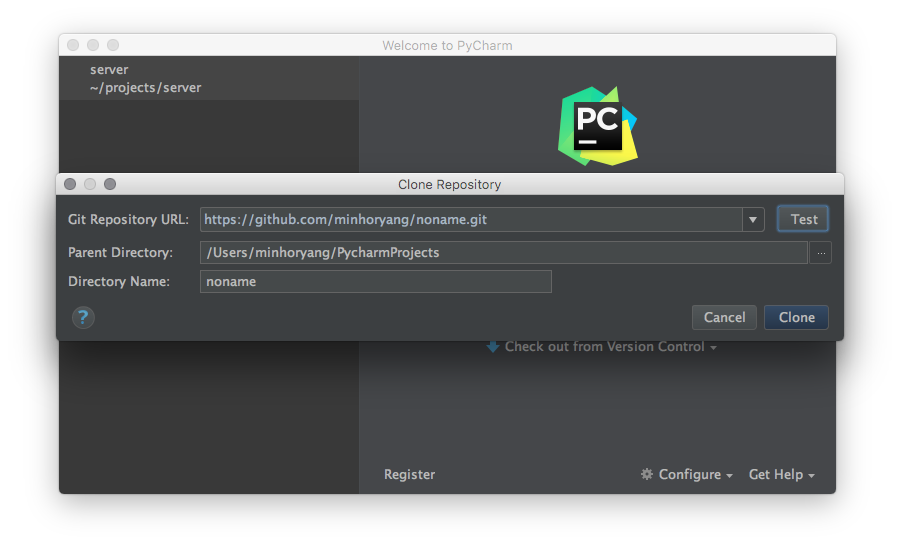 Welcome to PyCharm
server
~/projects/server
PC
Clone Repository
Git Repository URL: https://github.com/minhoryang/noname.git Test
Parent Directory: /Users/minhoryang/PycharmProjects ...
Directory Name: noname
? Cancel Clone
Check out from Version Control
Register Configure Get Help